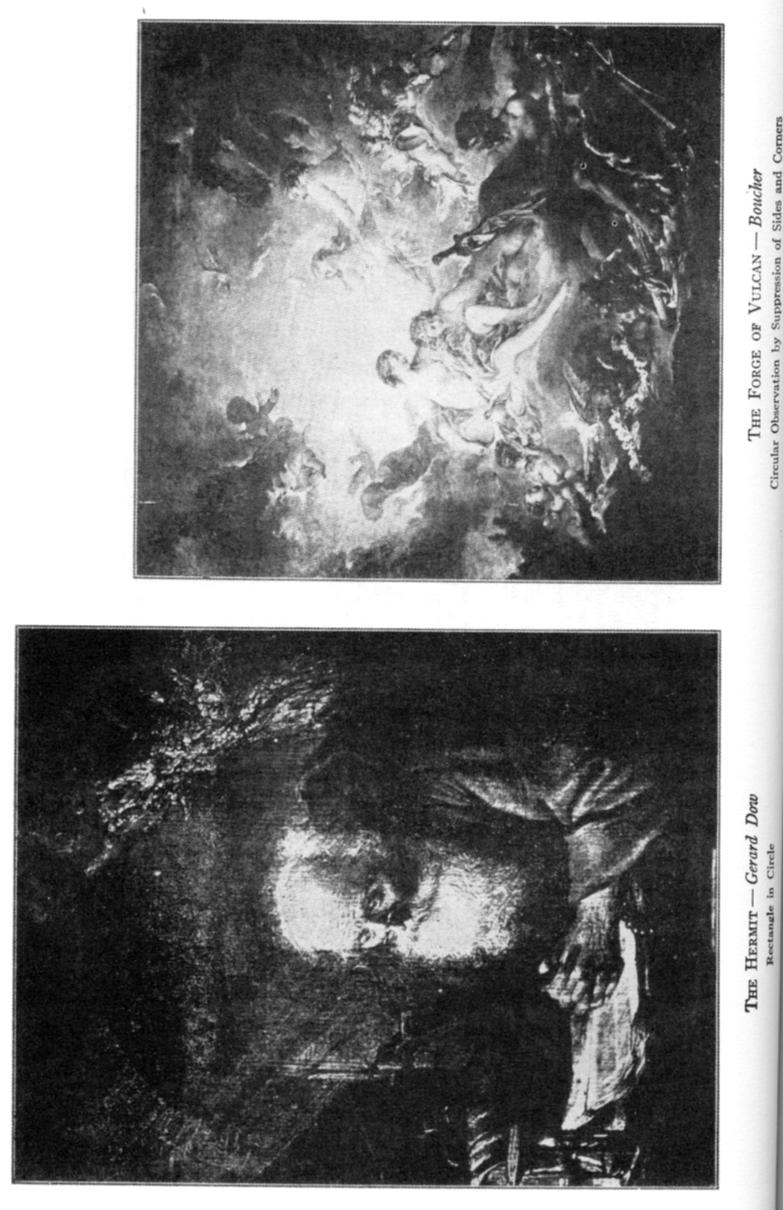 THE HERMIT — Gerard Dow
Rectangle in Circle
THE FORGE OF VULCAN — Boucher
Circular Observation by Suppression of Sides and Corners